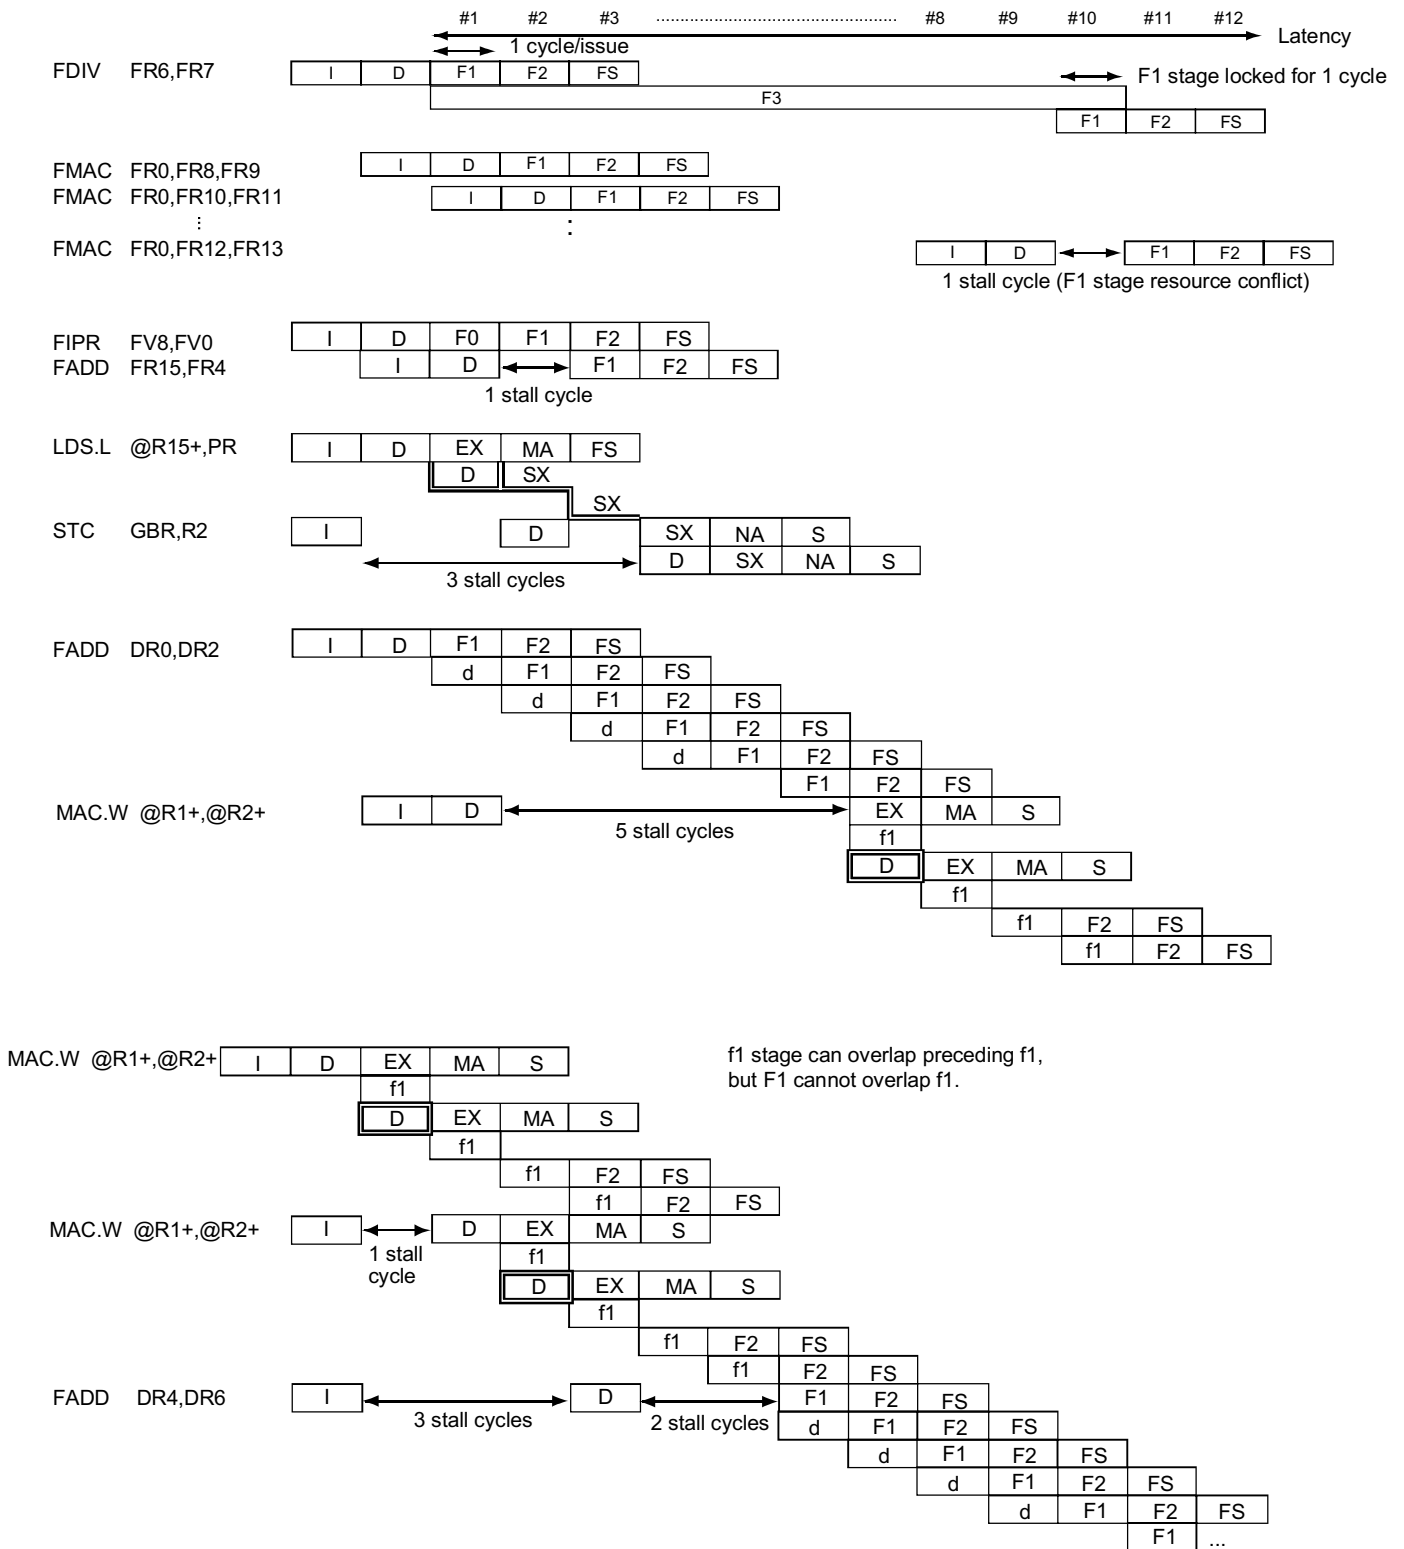 #1 #2 #3 ................................................ #8 #9 #10 #11 #12
Latency
1 cycle/issue
FDIV FR6,FR7 I D F1 F2 FS F1 stage locked for 1 cycle
F3
F1 F2 FS
FMAC FR0,FR8,FR9 I D F1 F2 FS
FMAC FR0,FR10,FR11 I D F1 F2 FS
⋮ :
FMAC FR0,FR12,FR13 I D F1 F2 FS
1 stall cycle (F1 stage resource conflict)
FIPR FV8,FV0 I D F0 F1 F2 FS
FADD FR15,FR4 I D F1 F2 FS
1 stall cycle
LDS.L @R15+,PR I D EX MA FS
D SX
SX
STC GBR,R2 I D SX NA S
D SX NA S
3 stall cycles
FADD DR0,DR2 I D F1 F2 FS
d F1 F2 FS
d F1 F2 FS
d F1 F2 FS
d F1 F2 FS
F1 F2 FS
MAC.W @R1+,@R2+ I D EX MA S
5 stall cycles
f1
D EX MA S
f1
f1 F2 FS
f1 F2 FS
MAC.W @R1+,@R2+ I D EX MA S
f1 stage can overlap preceding f1,
but F1 cannot overlap f1.
f1
D EX MA S
f1
f1 F2 FS
f1 F2 FS
MAC.W @R1+,@R2+ I D EX MA S
1 stall
cycle
f1
D EX MA S
f1
f1 F2 FS
f1 F2 FS
FADD DR4,DR6 I D F1 F2 FS
3 stall cycles 2 stall cycles
d F1 F2 FS
d F1 F2 FS
d F1 F2 FS
d F1 F2 FS
F1 ...